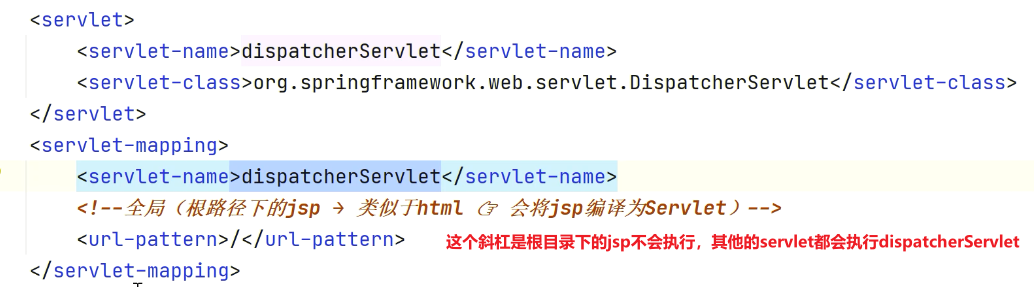 <servlet>
<servlet-name>dispatcherServlet</servlet-name>
<servlet-class>org.springframework.web.servlet.DispatcherServlet</servlet-class>
</servlet>
<servlet-mapping>
<servlet-name>dispatcherServlet</servlet-name>
<!--全局（根路径下的jsp → 类似于html 👉 会将jsp编译为Servlet）-->
<url-pattern>/</url-pattern> 这个斜杠是根目录下的jsp不会执行，其他的servlet都会执行dispatcherServlet
</servlet-mapping>